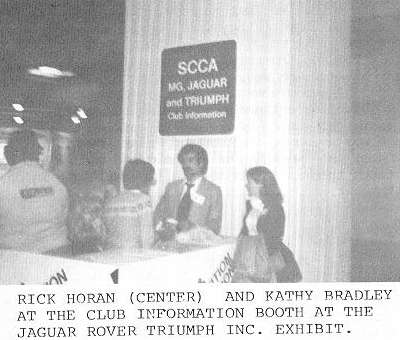 SCCA
MG, JAGUAR
and TRIUMPH
Club Information
RICK HORAN (CENTER) AND KATHY BRADLEY
AT THE CLUB INFORMATION BOOTH AT THE
JAGUAR ROVER TRIUMPH INC. EXHIBIT.